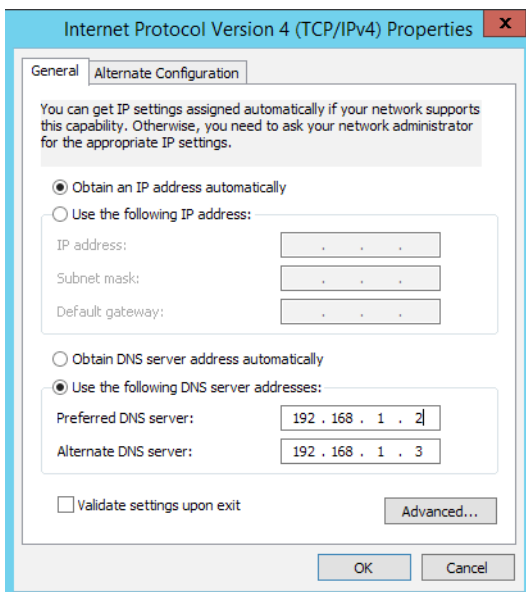 Internet Protocol Version 4 (TCP/IPv4) Properties
x
General
Alternate Configuration
You can get IP settings assigned automatically if your network supports
this capability. Otherwise, you need to ask your network administrator
for the appropriate IP settings.
Obtain an IP address automatically
Use the following IP address:
IP address:
. . .
Subnet mask:
. . .
Default gateway:
. . .
Obtain DNS server address automatically
Use the following DNS server addresses:
Preferred DNS server:
192 . 168 . 1 . 2
Alternate DNS server:
192 . 168 . 1 . 3
Validate settings upon exit
Advanced...
OK
Cancel